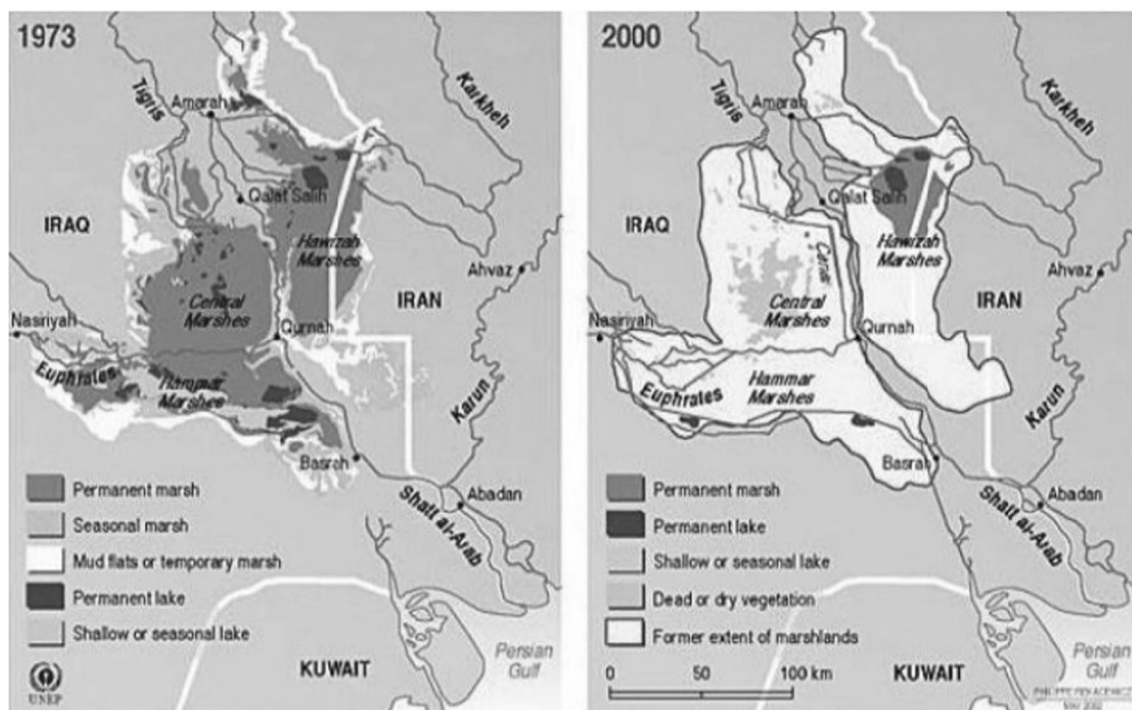 1973
Karkheh
Tigris
Amarah
Qalat Salih
IRAQ
Hawizah
Marshes
Ahvaz
IRAN
Central
Marshes
Nasiriyah
Qurnah
Euphrates
Hammar
Marshes
Karun
Basrah
Abadan
Shatt al-Arab
Permanent marsh
Seasonal marsh
Mud flats or temporary marsh
Permanent lake
Shallow or seasonal lake
Persian
Gulf
KUWAIT
UNEP
2000
Karkheh
Tigris
Amarah
Qalat Salih
IRAQ
Hawizah
Marshes
Canal
Ahvaz
IRAN
Central
Marshes
Nasiriyah
Qurnah
Euphrates
Hammar
Marshes
Karun
Basrah
Abadan
Shatt al-Arab
Permanent marsh
Permanent lake
Shallow or seasonal lake
Dead or dry vegetation
Former extent of marshlands
0 50 100 km
Persian
Gulf
KUWAIT
PHILIPPE REKACEWICZ